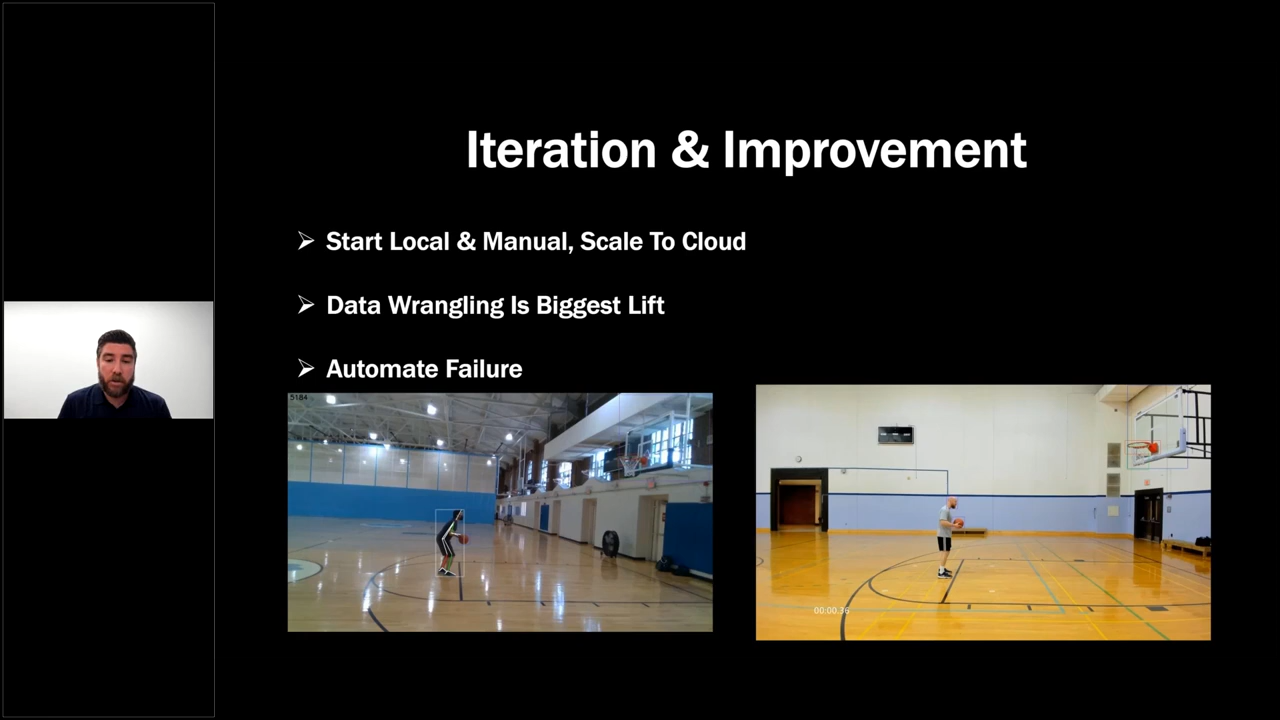 Iteration & Improvement
➢ Start Local & Manual, Scale To Cloud
➢ Data Wrangling Is Biggest Lift
➢ Automate Failure
5184
00:00.36